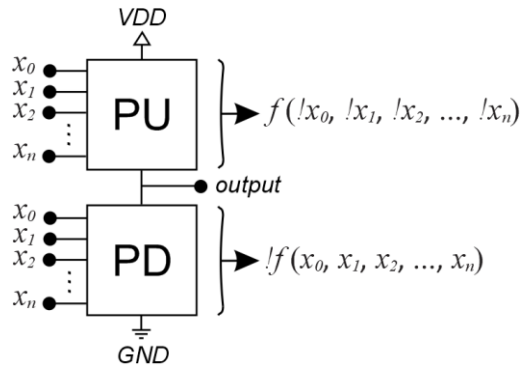 VDD
x₀
x₁
x₂
⋮
xₙ
PU
f(!x₀, !x₁, !x₂, ..., !xₙ)
output
x₀
x₁
x₂
⋮
xₙ
PD
!f(x₀, x₁, x₂, ..., xₙ)
GND